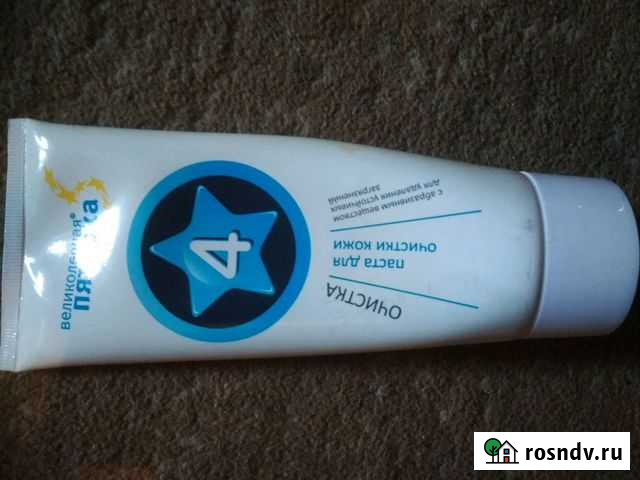 великолепная®
пятёрка
4
ОЧИСТКА
паста для
очистки кожи
с абразивным веществом
для удаления устойчивых
загрязнений
rosndv.ru